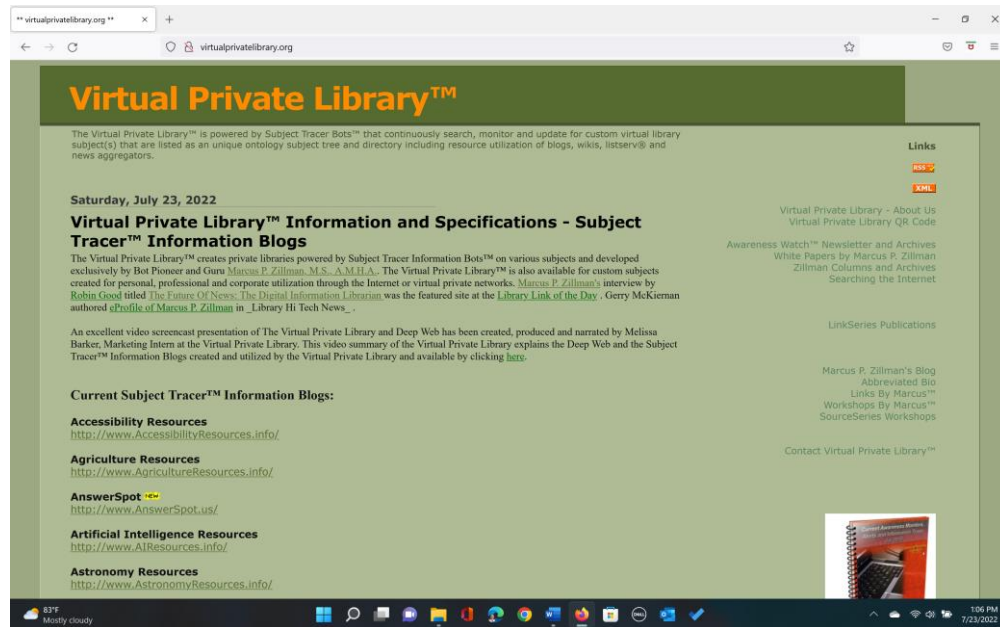 ** virtualprivatelibrary.org **
virtualprivatelibrary.org
Virtual Private Library™
The Virtual Private Library™ is powered by Subject Tracer Bots™ that continuously search, monitor and update for custom virtual library
subject(s) that are listed as an unique ontology subject tree and directory including resource utilization of blogs, wikis, listserv® and
news aggregators.
Saturday, July 23, 2022
Virtual Private Library™ Information and Specifications - Subject
Tracer™ Information Blogs
The Virtual Private Library™ creates private libraries powered by Subject Tracer Information Bots™ on various subjects and developed
exclusively by Bot Pioneer and Guru Marcus P. Zillman, M.S., A.M.H.A.. The Virtual Private Library™ is also available for custom subjects
created for personal, professional and corporate utilization through the Internet or virtual private networks. Marcus P. Zillman's interview by
Robin Good titled The Future Of News: The Digital Information Librarian was the featured site at the Library Link of the Day . Gerry McKiernan
authored eProfile of Marcus P. Zillman in _Library Hi Tech News_ .
An excellent video screencast presentation of The Virtual Private Library and Deep Web has been created, produced and narrated by Melissa
Barker, Marketing Intern at the Virtual Private Library. This video summary of the Virtual Private Library explains the Deep Web and the Subject
Tracer™ Information Blogs created and utilized by the Virtual Private Library and available by clicking here.
Current Subject Tracer™ Information Blogs:
Accessibility Resources
http://www.AccessibilityResources.info/
Agriculture Resources
http://www.AgricultureResources.info/
AnswerSpot NEW
http://www.AnswerSpot.us/
Artificial Intelligence Resources
http://www.AIResources.info/
Astronomy Resources
http://www.AstronomyResources.info/
Links
RSS
XML
Virtual Private Library - About Us
Virtual Private Library QR Code
Awareness Watch™ Newsletter and Archives
White Papers by Marcus P. Zillman
Zillman Columns and Archives
Searching the Internet
LinkSeries Publications
Marcus P. Zillman's Blog
Abbreviated Bio
Links By Marcus™
Workshops By Marcus™
SourceSeries Workshops
Contact Virtual Private Library™
83°F
Mostly cloudy
1:06 PM
7/23/2022